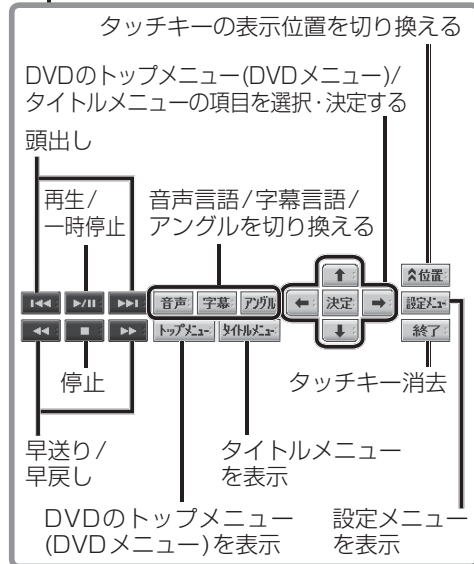 タッチキーの表示位置を切り換える
DVDのトップメニュー(DVDメニュー)/
タイトルメニューの項目を選択・決定する
頭出し
再生/
一時停止
音声言語/字幕言語/
アングルを切り換える
音声
字幕
アングル
決定
位置
設定メニュー
トップメニュー
タイトルメニュー
終了
停止
タッチキー消去
早送り/
早戻し
タイトルメニュー
を表示
DVDのトップメニュー
(DVDメニュー)を表示
設定メニュー
を表示